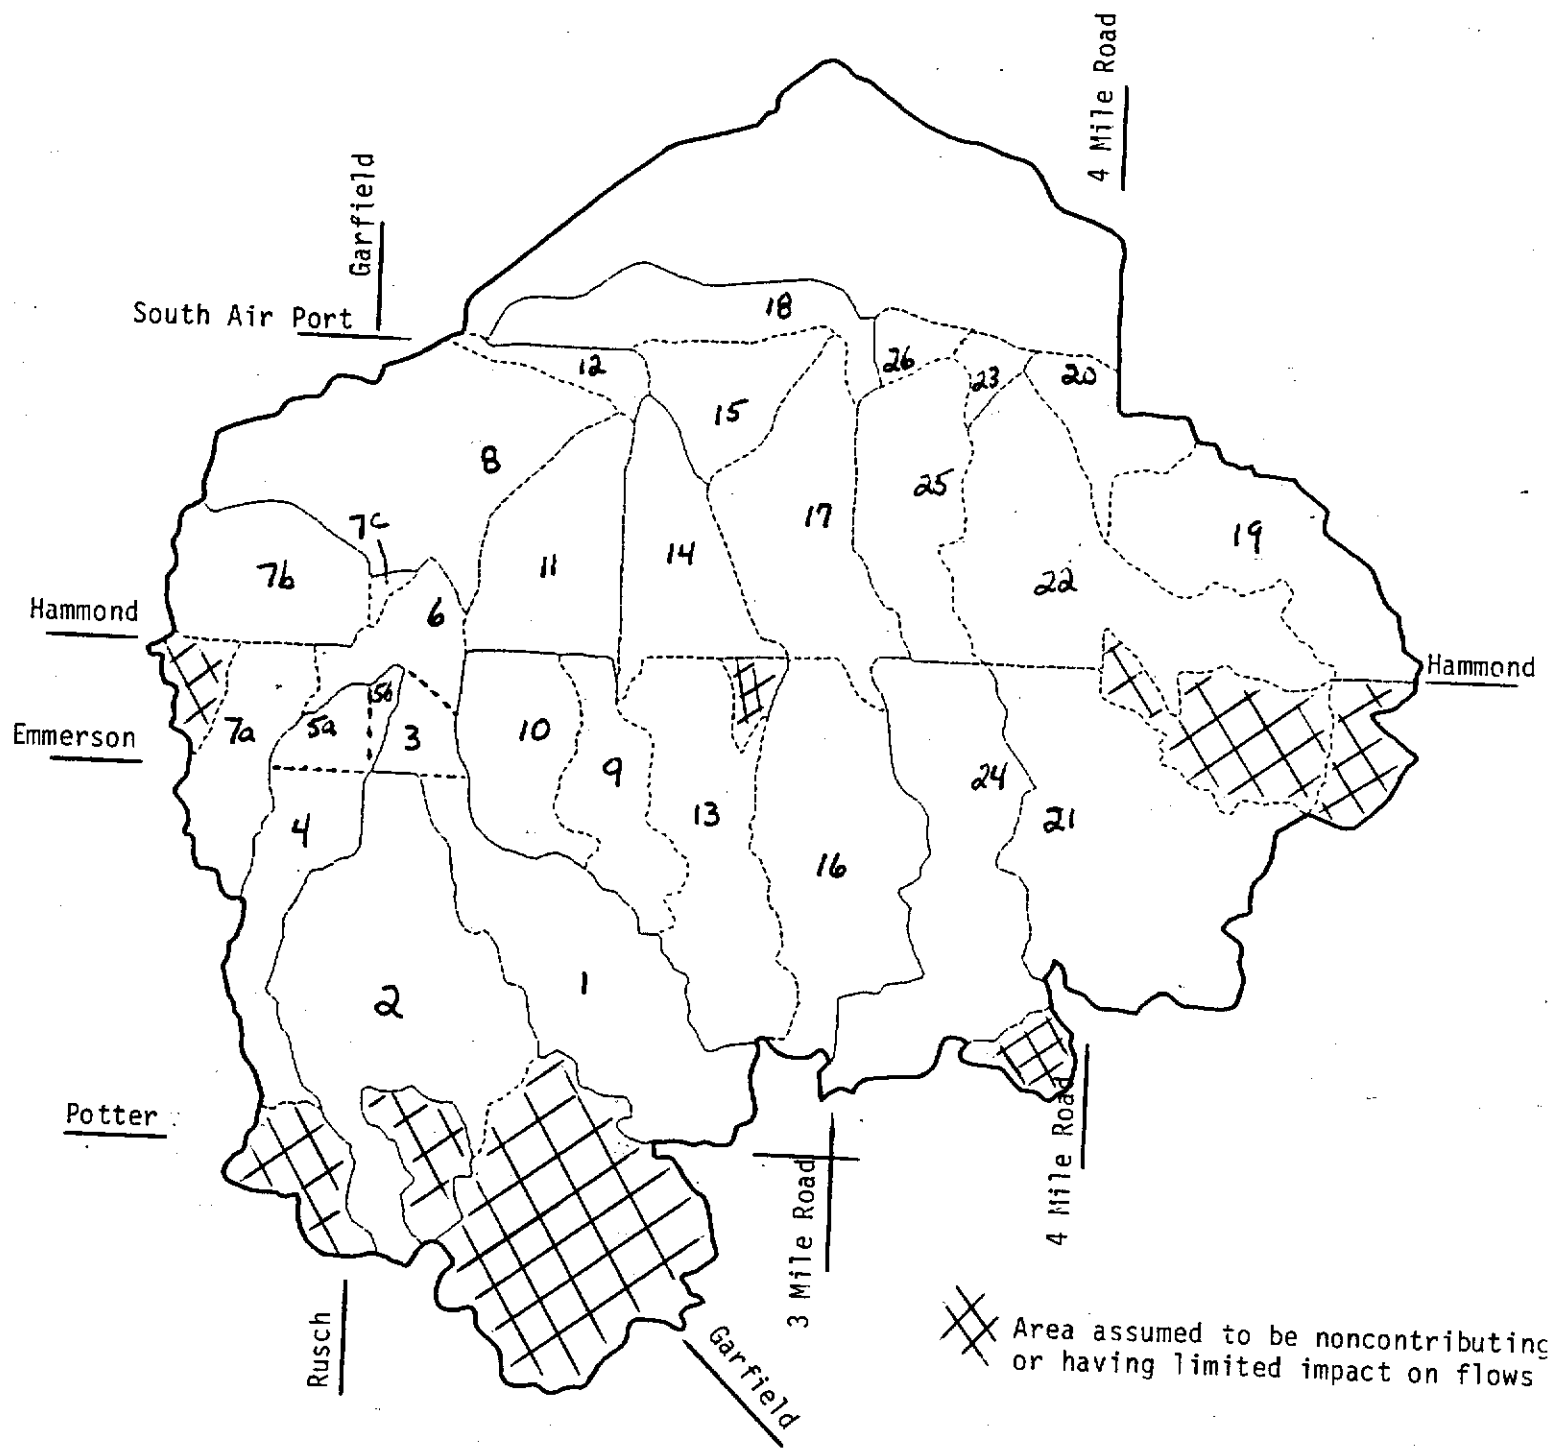 4 Mile Road
Garfield
South Air Port
18
12
26
23
20
15
8
25
7c
17
19
11
14
7b
22
Hammond
6
Hammond
5b
5a
7a
3
10
Emmerson
9
24
13
4
21
16
1
2
Potter
4 Mile Road
3 Mile Road
Rusch
Garfield
Area assumed to be noncontributing
or having limited impact on flows